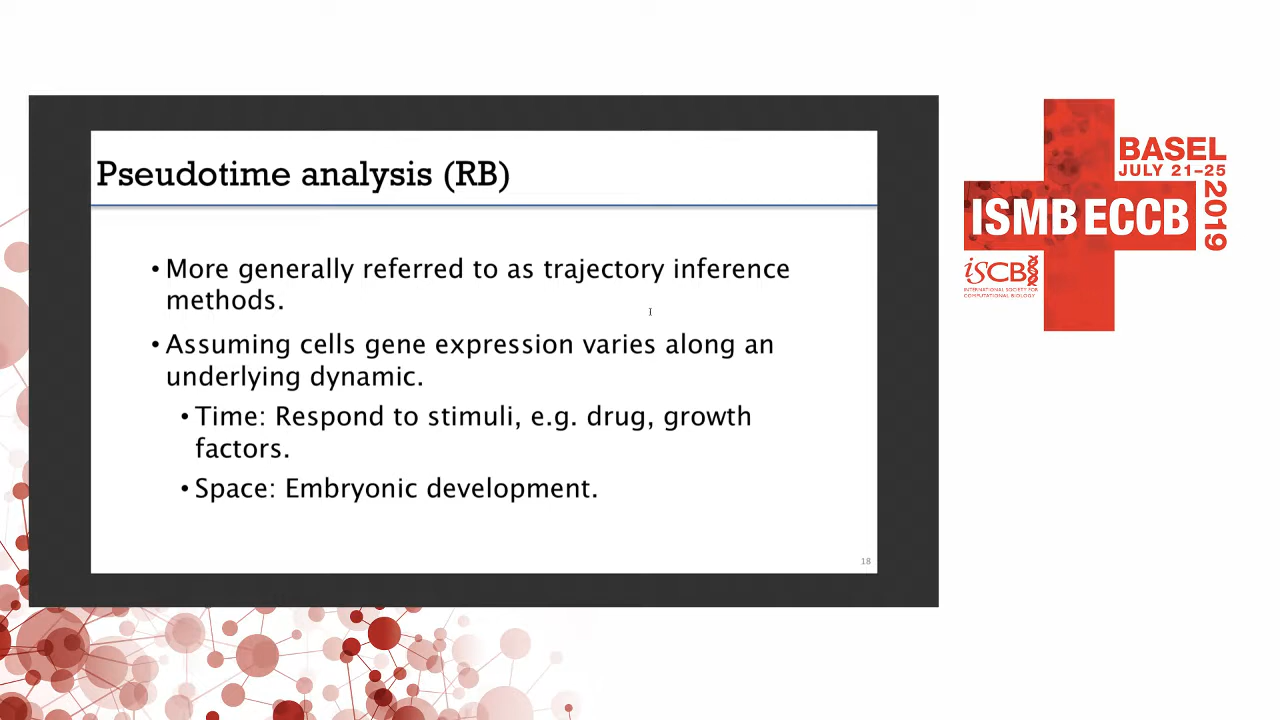 Pseudotime analysis (RB)
• More generally referred to as trajectory inference
methods.
• Assuming cells gene expression varies along an
underlying dynamic.
• Time: Respond to stimuli, e.g. drug, growth
factors.
• Space: Embryonic development.
18
BASEL
JULY 21–25
2019
ISMB ECCB
iSCB
INTERNATIONAL SOCIETY FOR
COMPUTATIONAL BIOLOGY